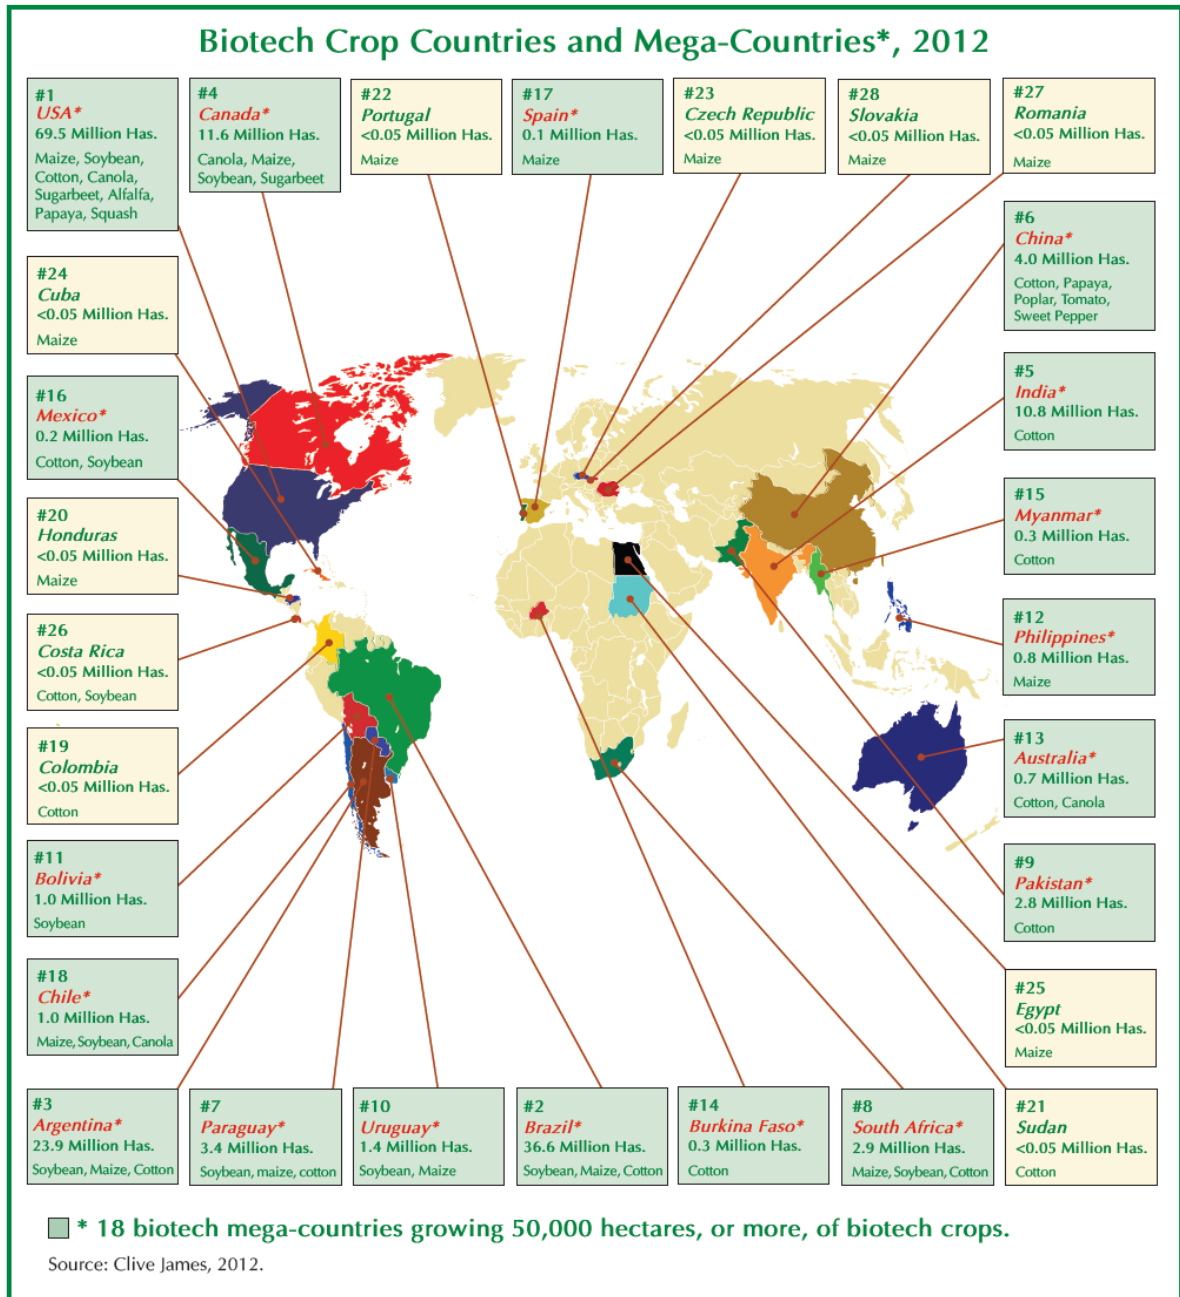 Biotech Crop Countries and Mega-Countries*, 2012
#1
USA*
69.5 Million Has.
Maize, Soybean,
Cotton, Canola,
Sugarbeet, Alfalfa,
Papaya, Squash
#4
Canada*
11.6 Million Has.
Canola, Maize,
Soybean, Sugarbeet
#22
Portugal
<0.05 Million Has.
Maize
#17
Spain*
0.1 Million Has.
Maize
#23
Czech Republic
<0.05 Million Has.
Maize
#28
Slovakia
<0.05 Million Has.
Maize
#27
Romania
<0.05 Million Has.
Maize
#6
China*
4.0 Million Has.
Cotton, Papaya,
Poplar, Tomato,
Sweet Pepper
#24
Cuba
<0.05 Million Has.
Maize
#5
India*
10.8 Million Has.
Cotton
#16
Mexico*
0.2 Million Has.
Cotton, Soybean
#15
Myanmar*
0.3 Million Has.
Cotton
#20
Honduras
<0.05 Million Has.
Maize
#12
Philippines*
0.8 Million Has.
Maize
#26
Costa Rica
<0.05 Million Has.
Cotton, Soybean
#13
Australia*
0.7 Million Has.
Cotton, Canola
#19
Colombia
<0.05 Million Has.
Cotton
#9
Pakistan*
2.8 Million Has.
Cotton
#11
Bolivia*
1.0 Million Has.
Soybean
#25
Egypt
<0.05 Million Has.
Maize
#18
Chile*
1.0 Million Has.
Maize, Soybean, Canola
#3
Argentina*
23.9 Million Has.
Soybean, Maize, Cotton
#7
Paraguay*
3.4 Million Has.
Soybean, maize, cotton
#10
Uruguay*
1.4 Million Has.
Soybean, Maize
#2
Brazil*
36.6 Million Has.
Soybean, Maize, Cotton
#14
Burkina Faso*
0.3 Million Has.
Cotton
#8
South Africa*
2.9 Million Has.
Maize, Soybean, Cotton
#21
Sudan
<0.05 Million Has.
Cotton
* 18 biotech mega-countries growing 50,000 hectares, or more, of biotech crops.
Source: Clive James, 2012.